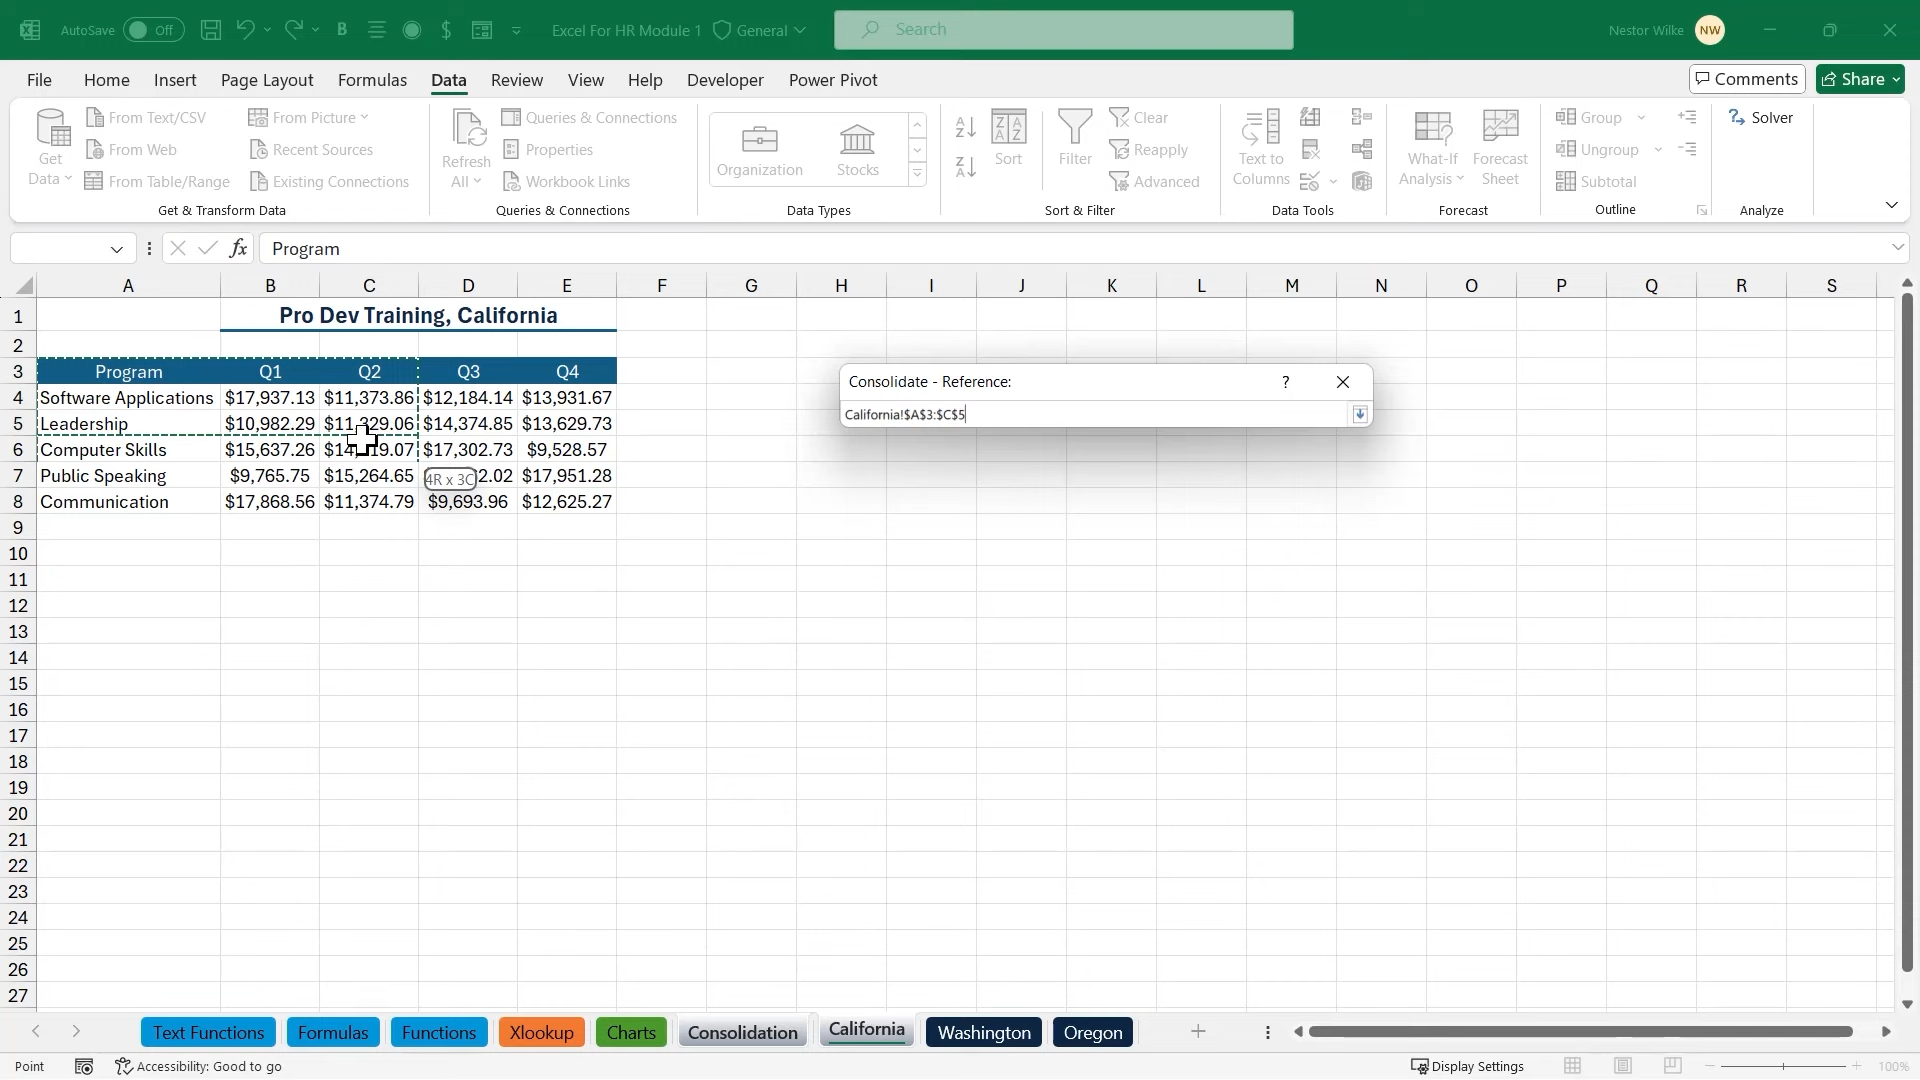 AutoSave Off Excel For HR Module 1 General Search Nestor Wilke NW
File Home Insert Page Layout Formulas Data Review View Help Developer Power Pivot Comments Share
Get Data
From Text/CSV
From Web
From Table/Range
From Picture
Recent Sources
Existing Connections
Get & Transform Data
Refresh All
Queries & Connections
Properties
Workbook Links
Queries & Connections
Organization Stocks
Data Types
Sort
Filter
Clear
Reapply
Advanced
Sort & Filter
Text to Columns
Data Tools
What-If Analysis
Forecast Sheet
Forecast
Group
Ungroup
Subtotal
Outline
Solver
Analyze
fx Program
A B C D E F G H I J K L M N O P Q R S
1 Pro Dev Training, California
2
3 Program Q1 Q2 Q3 Q4
4 Software Applications $17,937.13 $11,373.86 $12,184.14 $13,931.67
5 Leadership $10,982.29 $11,329.06 $14,374.85 $13,629.73
6 Computer Skills $15,637.26 $17,302.73 $9,528.57
7 Public Speaking $9,765.75 $15,264.65 4R x 3C 2.02 $17,951.28
8 Communication $17,868.56 $11,374.79 $9,693.96 $12,625.27
9
10
11
12
13
14
15
16
17
18
19
20
21
22
23
24
25
26
27
Consolidate - Reference: ?
California!$A$3:$C$5
Text Functions Formulas Functions Xlookup Charts Consolidation California Washington Oregon
Point Accessibility: Good to go Display Settings 100%